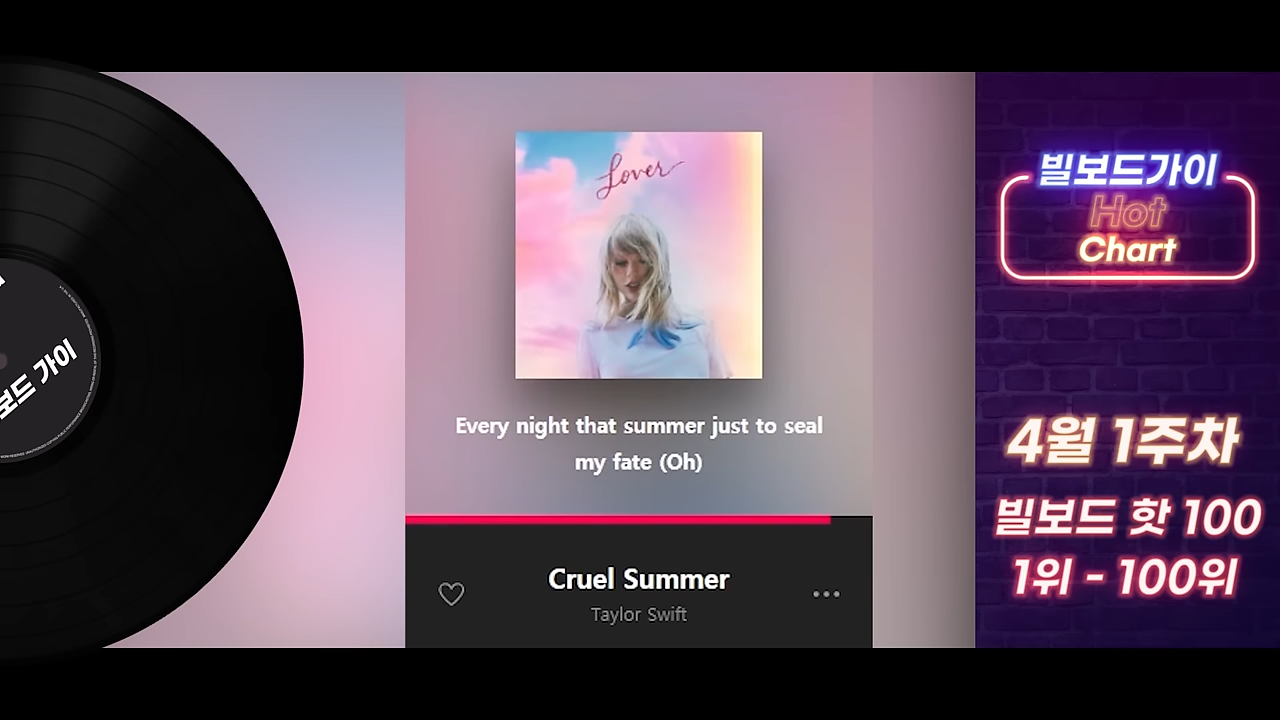 보드 가이
Lover
Every night that summer just to seal
my fate (Oh)
Cruel Summer
Taylor Swift
빌보드가이
Hot
Chart
4월 1주차
빌보드 핫 100
1위 - 100위